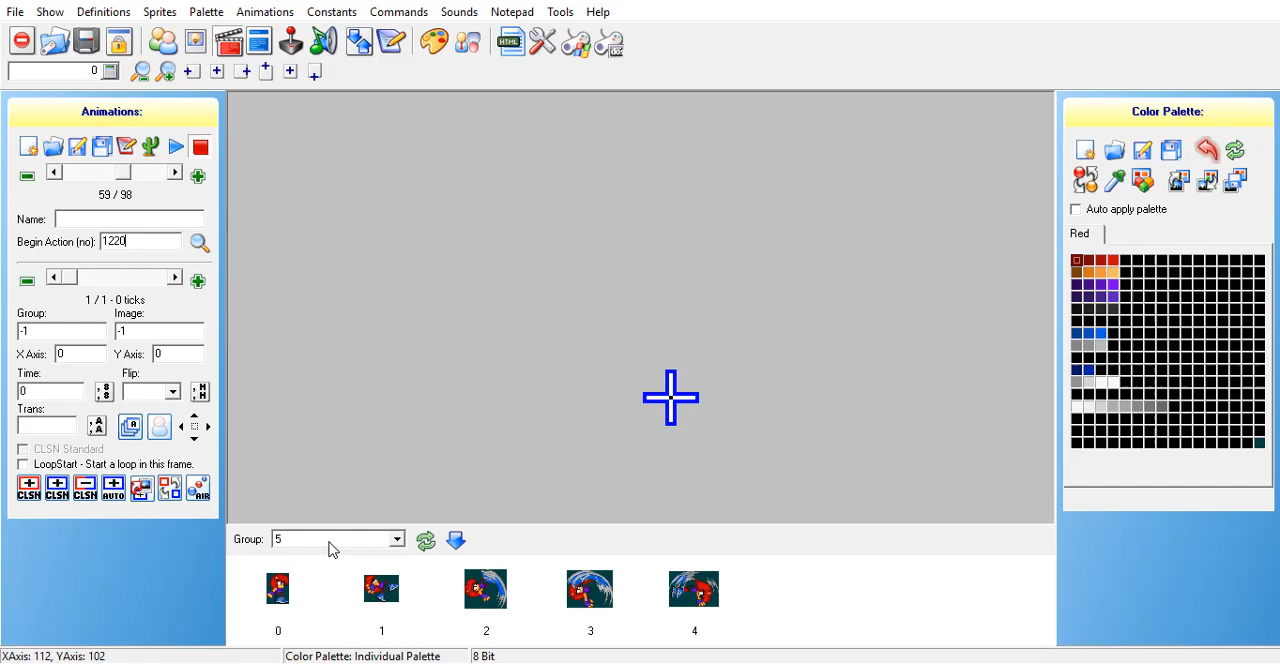 File Show Definitions Sprites Palette Animations Constants Commands Sounds Notepad Tools Help
HTML
0
Animations:
59 / 98
Name:
Begin Action (no): 1220
1 / 1 - 0 ticks
Group: Image:
-1 -1
X Axis: 0 Y Axis: 0
Time: Flip:
0
Trans:
CLSN Standard
LoopStart - Start a loop in this frame.
CLSN CLSN CLSN AUTO AIR
Color Palette:
Auto apply palette
Red
Group: 5
0 1 2 3 4
XAxis: 112, YAxis: 102 Color Palette: Individual Palette 8 Bit